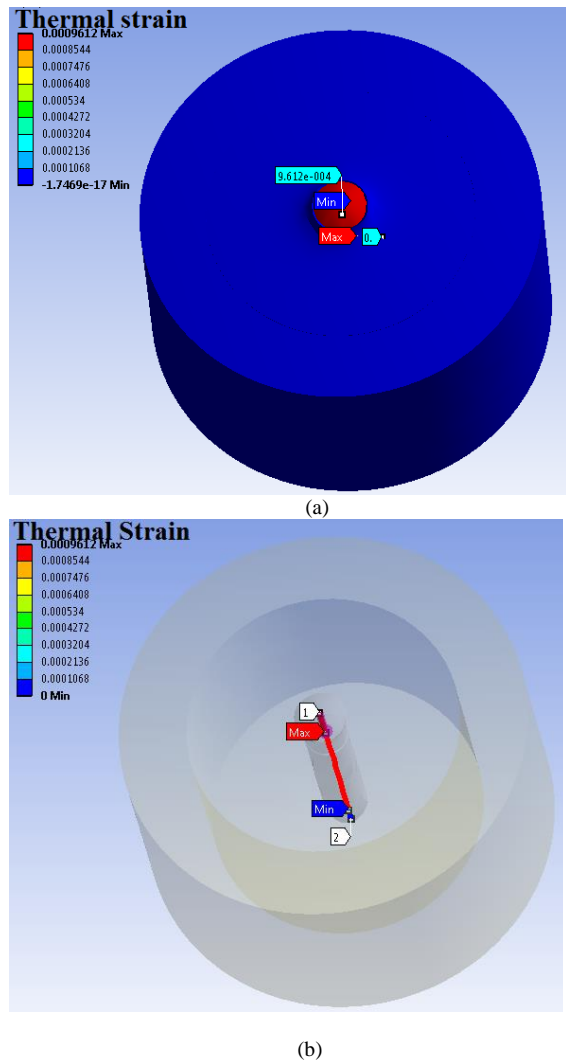 Thermal strain
0.0009612 Max
0.0008544
0.0007476
0.0006408
0.000534
0.0004272
0.0003204
0.0002136
0.0001068
-1.7469e-17 Min
9.612e-004
Min
Max
0.
(a)
Thermal Strain
0.0009612 Max
0.0008544
0.0007476
0.0006408
0.000534
0.0004272
0.0003204
0.0002136
0.0001068
0 Min
1
Max
Min
2
(b)